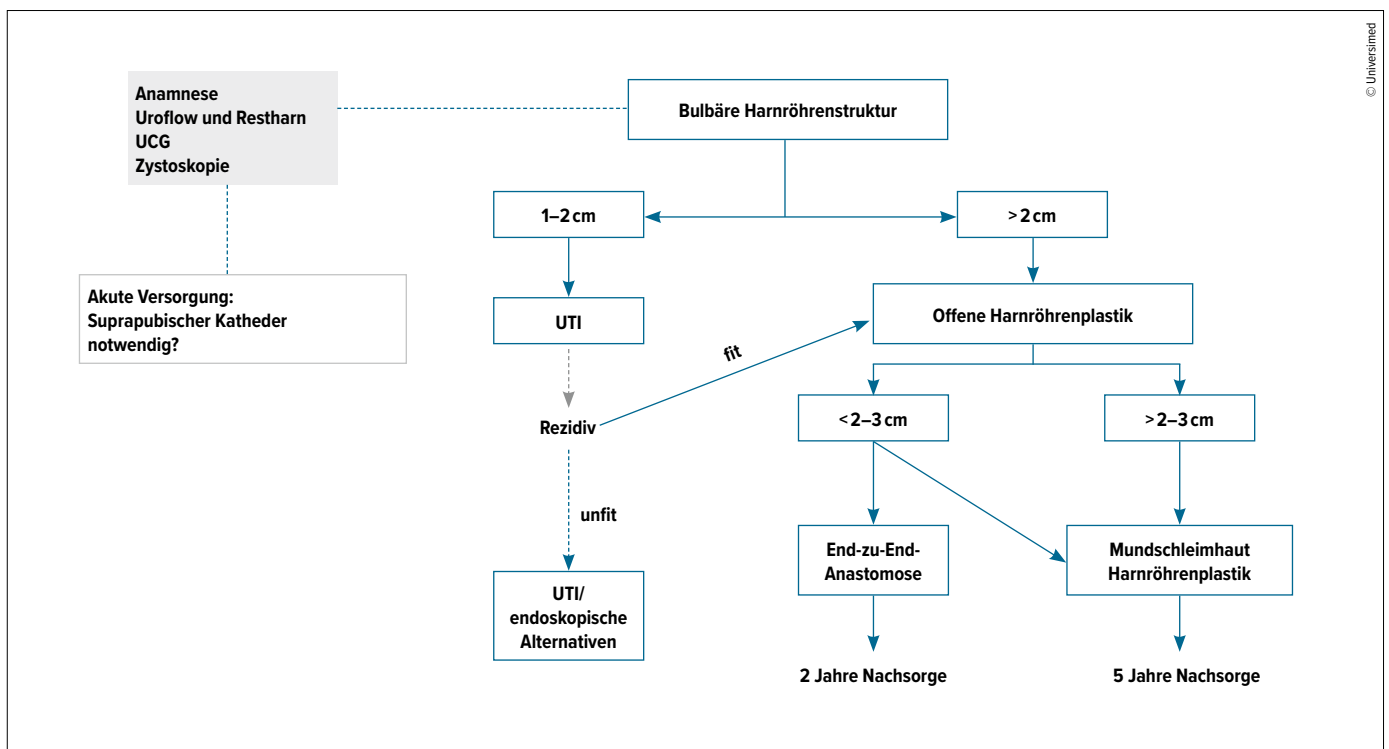 © Universimed
Anamnese
Uroflow und Restharn
UCG
Zystoskopie
Bulbäre Harnröhrenstruktur
1–2 cm
> 2 cm
Akute Versorgung:
Suprapubischer Katheder
notwendig?
UTI
Offene Harnröhrenplastik
fit
Rezidiv
< 2–3 cm
> 2–3 cm
unfit
End-zu-End-
Anastomose
Mundschleimhaut
Harnröhrenplastik
UTI/
endoskopische
Alternativen
2 Jahre Nachsorge
5 Jahre Nachsorge